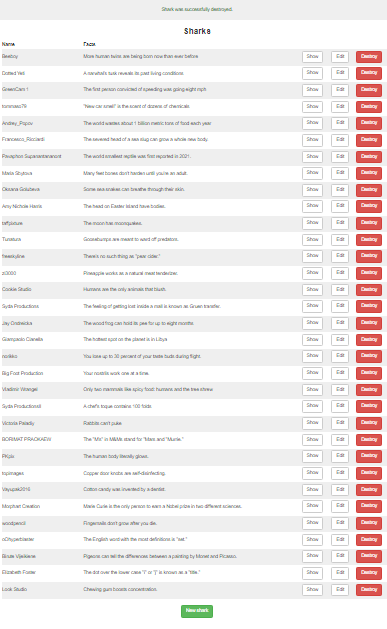 Shark was successfully destroyed.
Sharks
Name Facts
Beeboy More human twins are being born now than ever before. Show Edit Destroy
Dotted Yeti A narwhal's tusk reveals its past living conditions. Show Edit Destroy
GreenCam 1 The first person convicted of speeding was going eight mph. Show Edit Destroy
tommaso79 "New car smell" is the scent of dozens of chemicals. Show Edit Destroy
Andrey_Popov The world wastes about 1 billion metric tons of food each year. Show Edit Destroy
Francesco_Ricciardi The severed head of a sea slug can grow a whole new body. Show Edit Destroy
The world smallest reptile was first reported in 2021. Show Edit Destroy
Maria Sbytova Many feet bones don't harden until you're an adult. Show Edit Destroy
Oksana Golubeva Some sea snakes can breathe through their skin. Show Edit Destroy
Amy Nichole Harris The head on Easter Island have bodies. Show Edit Destroy
taffpixture The moon has moonquakes. Show Edit Destroy
Tunatura Goosebumps are meant to ward off predators. Show Edit Destroy
freeskyline There's no such thing as "pear cider." Show Edit Destroy
zi3000 Pineapple works as a natural meat tenderizer. Show Edit Destroy
Cookie Studio Humans are the only animals that blush. Show Edit Destroy
Syda Productions The feeling of getting lost inside a mall is known as Gruen transfer. Show Edit Destroy
Jay Ondreicka The wood frog can hold its pee for up to eight months. Show Edit Destroy
Giampaolo Cianella The hottest spot on the planet is in Libya. Show Edit Destroy
noriikko You lose up to 30 percent of your taste buds during flight. Show Edit Destroy
Big Foot Production Your nostrils work one at a time. Show Edit Destroy
Vladimir Wrangel Only two mammals like spicy food: humans and the tree shrew. Show Edit Destroy
Syda Productionsll A chef's toque contains 100 folds. Show Edit Destroy
Victoria Paladiy Rabbits can't puke. Show Edit Destroy
BORIMAT PRAOKAEW The "M's" in M&Ms stand for "Mars and Murrie." Show Edit Destroy
The human body literally glows. Show Edit Destroy
topimages Copper door knobs are self-disinfecting. Show Edit Destroy
Vayupak2016 Cotton candy was invented by a dentist. Show Edit Destroy
Morphart Creation Marie Curie is the only person to earn a Nobel prize in two different sciences. Show Edit Destroy
woodpencil Fingernails don't grow after you die. Show Edit Destroy
nOhyperblaster The English word with the most definitions is "set." Show Edit Destroy
Birute Vijeikiene Pigeons can tell the differences between a painting by Monet and Picasso. Show Edit Destroy
Elizabeth Foster The dot over the lower case "i" or "j" is known as a "tittle." Show Edit Destroy
Look Studio Chewing gum boosts concentration. Show Edit Destroy
New shark